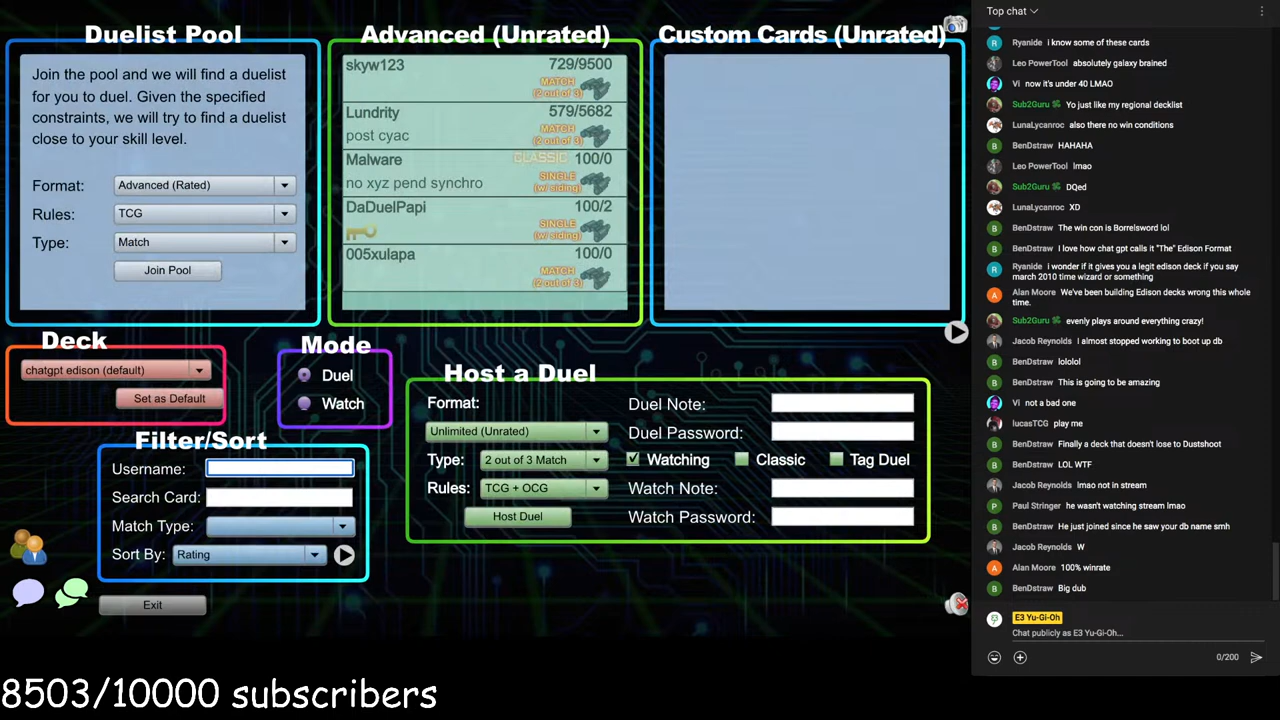 Duelist Pool
Join the pool and we will find a duelist
for you to duel. Given the specified
constraints, we will try to find a duelist
close to your skill level.
Format: Advanced (Rated)
Rules: TCG
Type: Match
Join Pool
Advanced (Unrated)
skyw123 729/9500
MATCH
(2 out of 3)
Lundrity 579/5682
post cyac MATCH
(2 out of 3)
Malware CLASSIC 100/0
no xyz pend synchro SINGLE
(w/ siding)
DaDuelPapi 100/2
SINGLE
(w/ siding)
005xulapa 100/0
MATCH
(2 out of 3)
Custom Cards (Unrated)
Deck
chatgpt edison (default)
Set as Default
Mode
Duel
Watch
Filter/Sort
Username:
Search Card:
Match Type:
Sort By: Rating
Exit
Host a Duel
Format:
Unlimited (Unrated)
Type: 2 out of 3 Match
Rules: TCG + OCG
Host Duel
Duel Note:
Duel Password:
Watching Classic Tag Duel
Watch Note:
Watch Password:
8503/10000 subscribers
Top chat
R Ryanide i know some of these cards
Leo PowerTool absolutely galaxy brained
Vi now it's under 40 LMAO
Sub2Guru Yo just like my regional decklist
LunaLycanroc also there no win conditions
B BenDstraw HAHAHA
Leo PowerTool lmao
Sub2Guru DQed
LunaLycanroc XD
B BenDstraw The win con is Borrelsword lol
B BenDstraw I love how chat gpt calls it "The" Edison Format
R Ryanide i wonder if it gives you a legit edison deck if you say
march 2010 time wizard or something
A Alan Moore We've been building Edison decks wrong this whole
time.
Sub2Guru evenly plays around everything crazy!
Jacob Reynolds I almost stopped working to boot up db
B BenDstraw lololol
B BenDstraw This is going to be amazing
Vi not a bad one
lucasTCG play me
B BenDstraw Finally a deck that doesn't lose to Dustshoot
B BenDstraw LOL WTF
Jacob Reynolds lmao not in stream
P Paul Stringer he wasn't watching stream lmao
B BenDstraw He just joined since he saw your db name smh
Jacob Reynolds W
A Alan Moore 100% winrate
B BenDstraw Big dub
E3 Yu-Gi-Oh
Chat publicly as E3 Yu-Gi-Oh...
0/200